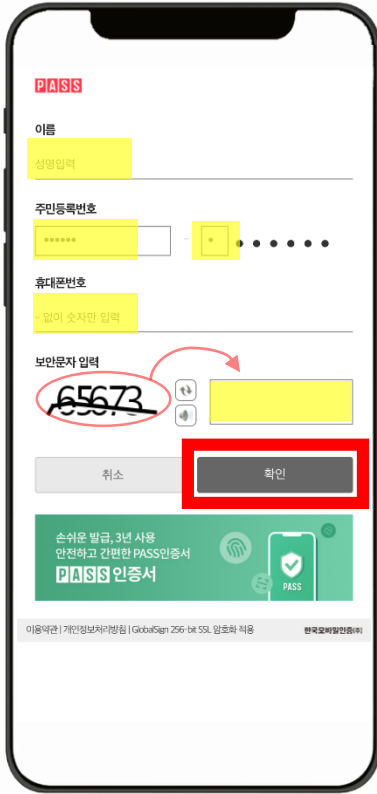 PASS
이름
성명입력
주민등록번호
•••••• - • ••••••
휴대폰번호
- 없이 숫자만 입력
보안문자 입력
65673
취소
확인
손쉬운 발급, 3년 사용
안전하고 간편한 PASS인증서
PASS 인증서
PASS
이용약관 | 개인정보처리방침 | GlobalSign 256-bit SSL 암호화 적용
한국모바일인증(주)